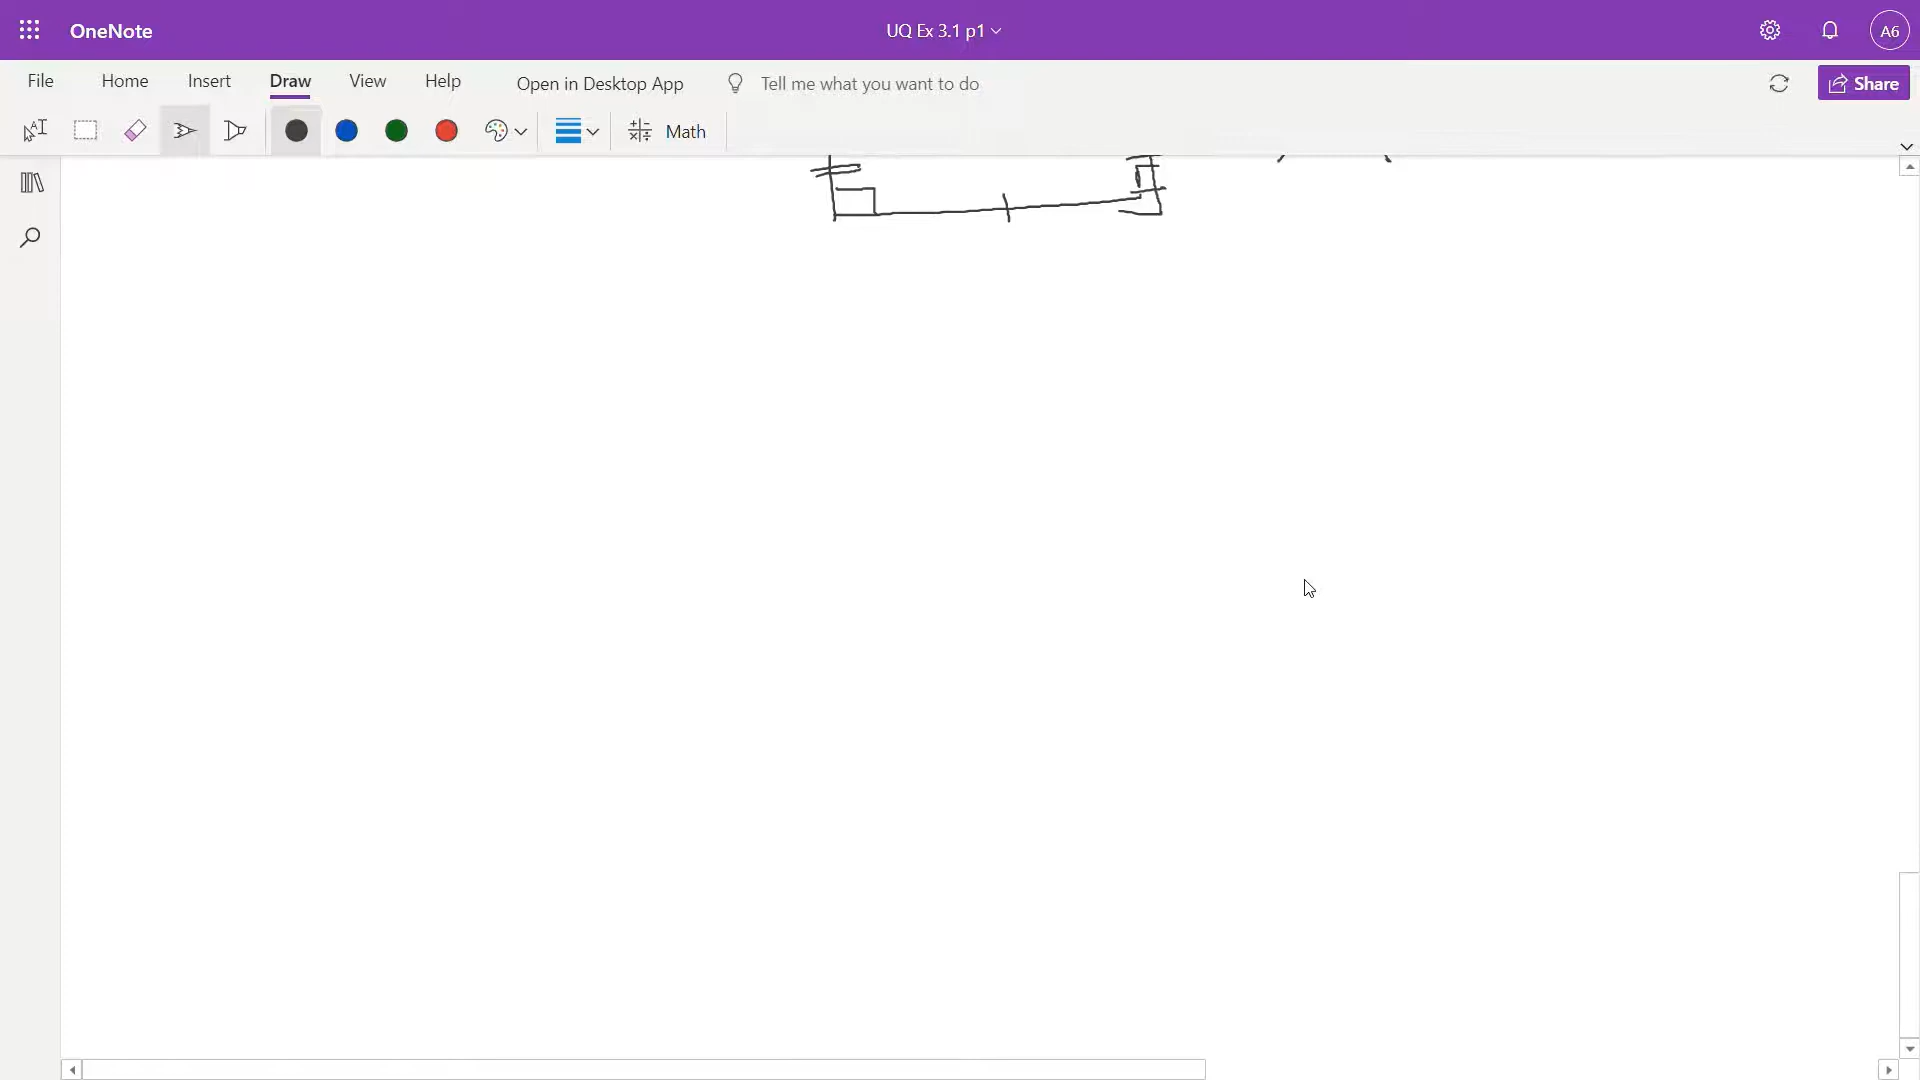 OneNote
UQ Ex 3.1 p1
A6
File Home Insert Draw View Help Open in Desktop App Tell me what you want to do Share
Math